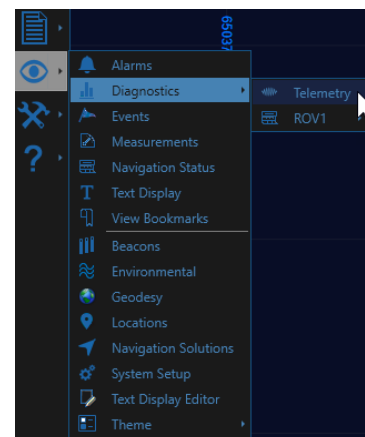 65037
Alarms
Diagnostics
Telemetry
Events
ROV1
Measurements
Navigation Status
Text Display
View Bookmarks
Beacons
Environmental
Geodesy
Locations
Navigation Solutions
System Setup
Text Display Editor
Theme